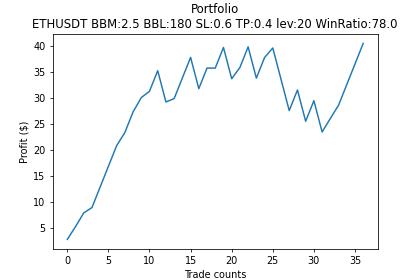 Portfolio
ETHUSDT BBM:2.5 BBL:180 SL:0.6 TP:0.4 lev:20 WinRatio:78.0
40
35
30
25
20
15
10
5
Profit ($)
0 5 10 15 20 25 30 35
Trade counts